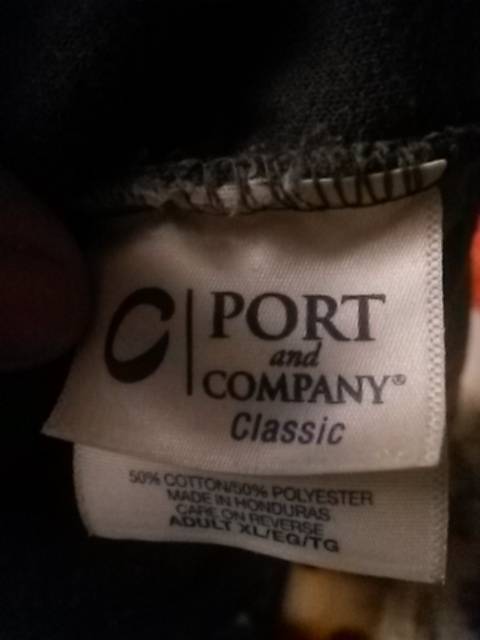 PORT
and
COMPANY®
Classic
50% COTTON/50% POLYESTER
MADE IN HONDURAS
CARE ON REVERSE
ADULT XL/EG/TG